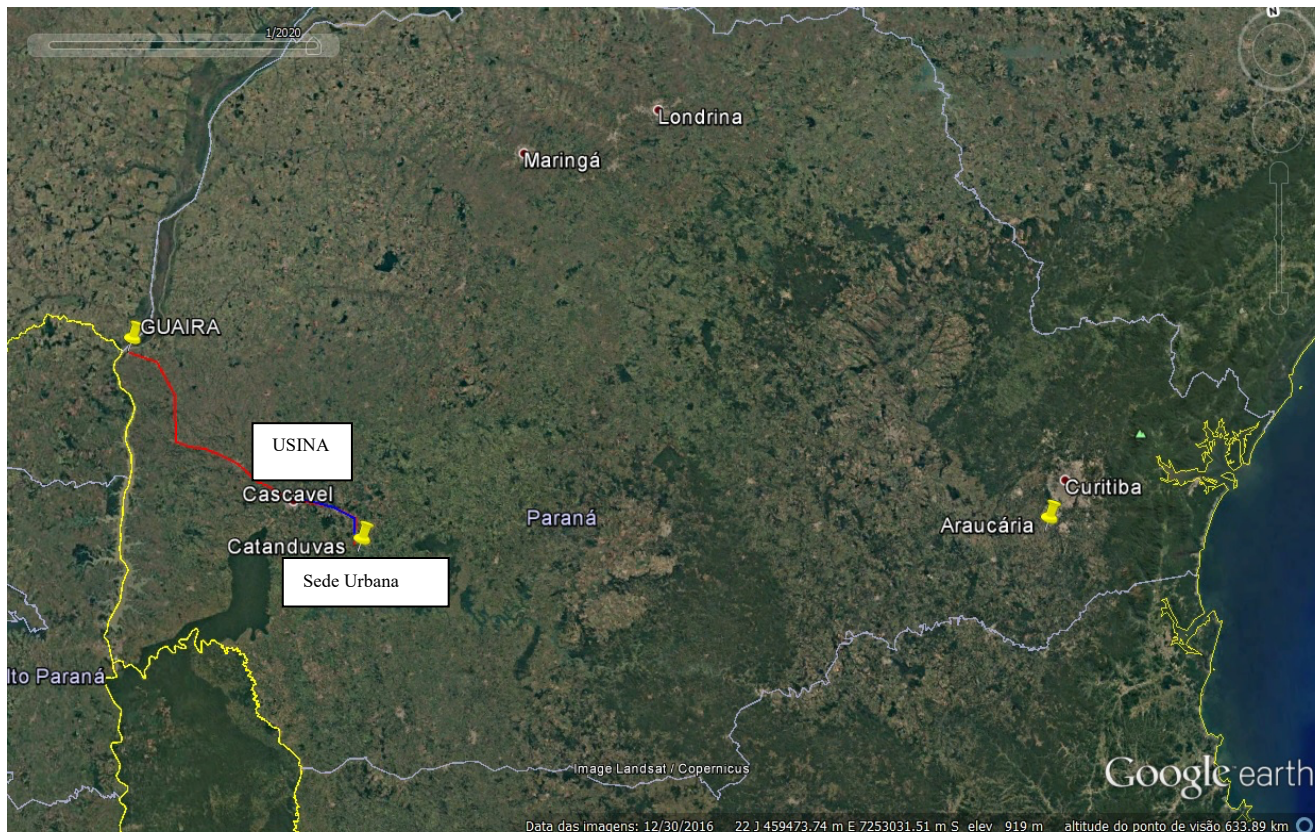 1/2020
N
Londrina
Maringá
GUAIRA
USINA
Cascavel
Curitiba
Paraná
Araucária
Catanduvas
Sede Urbana
lto Paraná
Image Landsat / Copernicus
Google earth
Data das imagens: 12/30/2016 22 J 459473.74 m E 7253031.51 m S elev 919 m altitude do ponto de visão 633.89 km